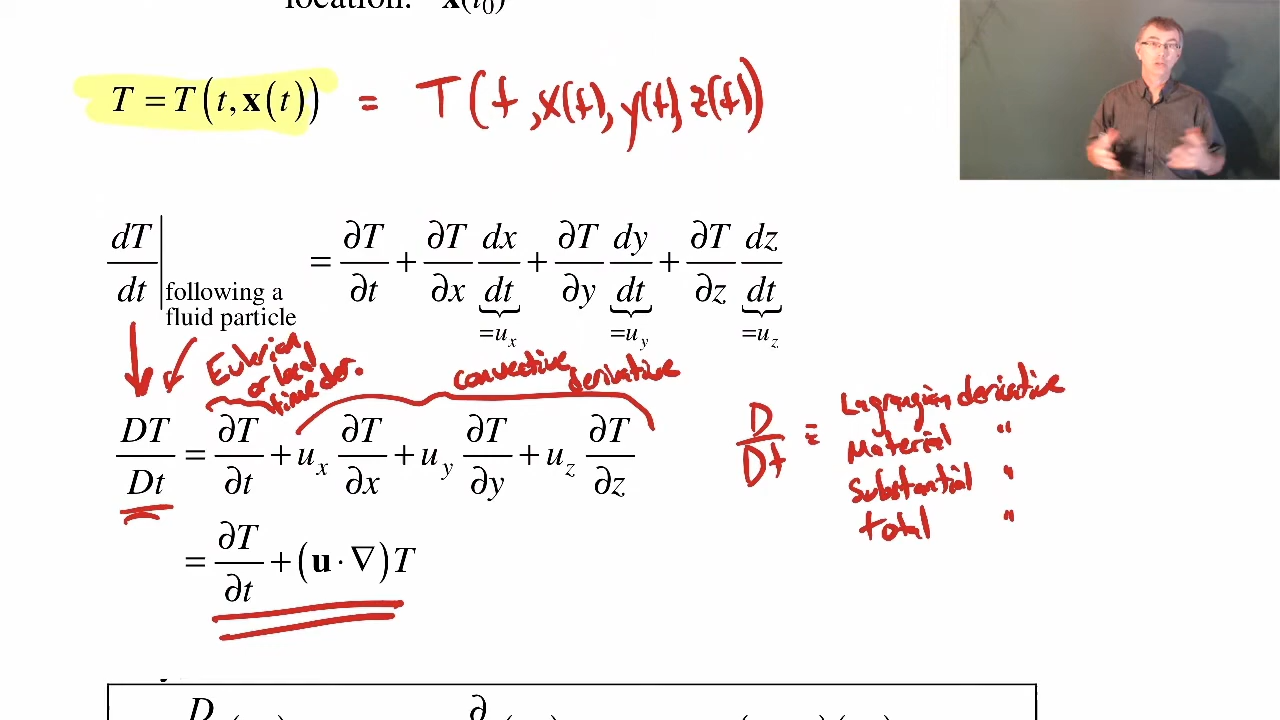 location: x(t₀)
T = T(t, x(t)) = T(t, x(t), y(t), z(t))
dT/dt | following a fluid particle = ∂T/∂t + ∂T/∂x dx/dt + ∂T/∂y dy/dt + ∂T/∂z dz/dt
=uₓ =u_y =u_z
Eulerian or local time der.
convective derivative
DT/Dt = ∂T/∂t + uₓ ∂T/∂x + u_y ∂T/∂y + u_z ∂T/∂z
= ∂T/∂t + (u · ∇)T
D/Dt = Lagrangian derivative
Material "
Substantial "
total "
D ∂